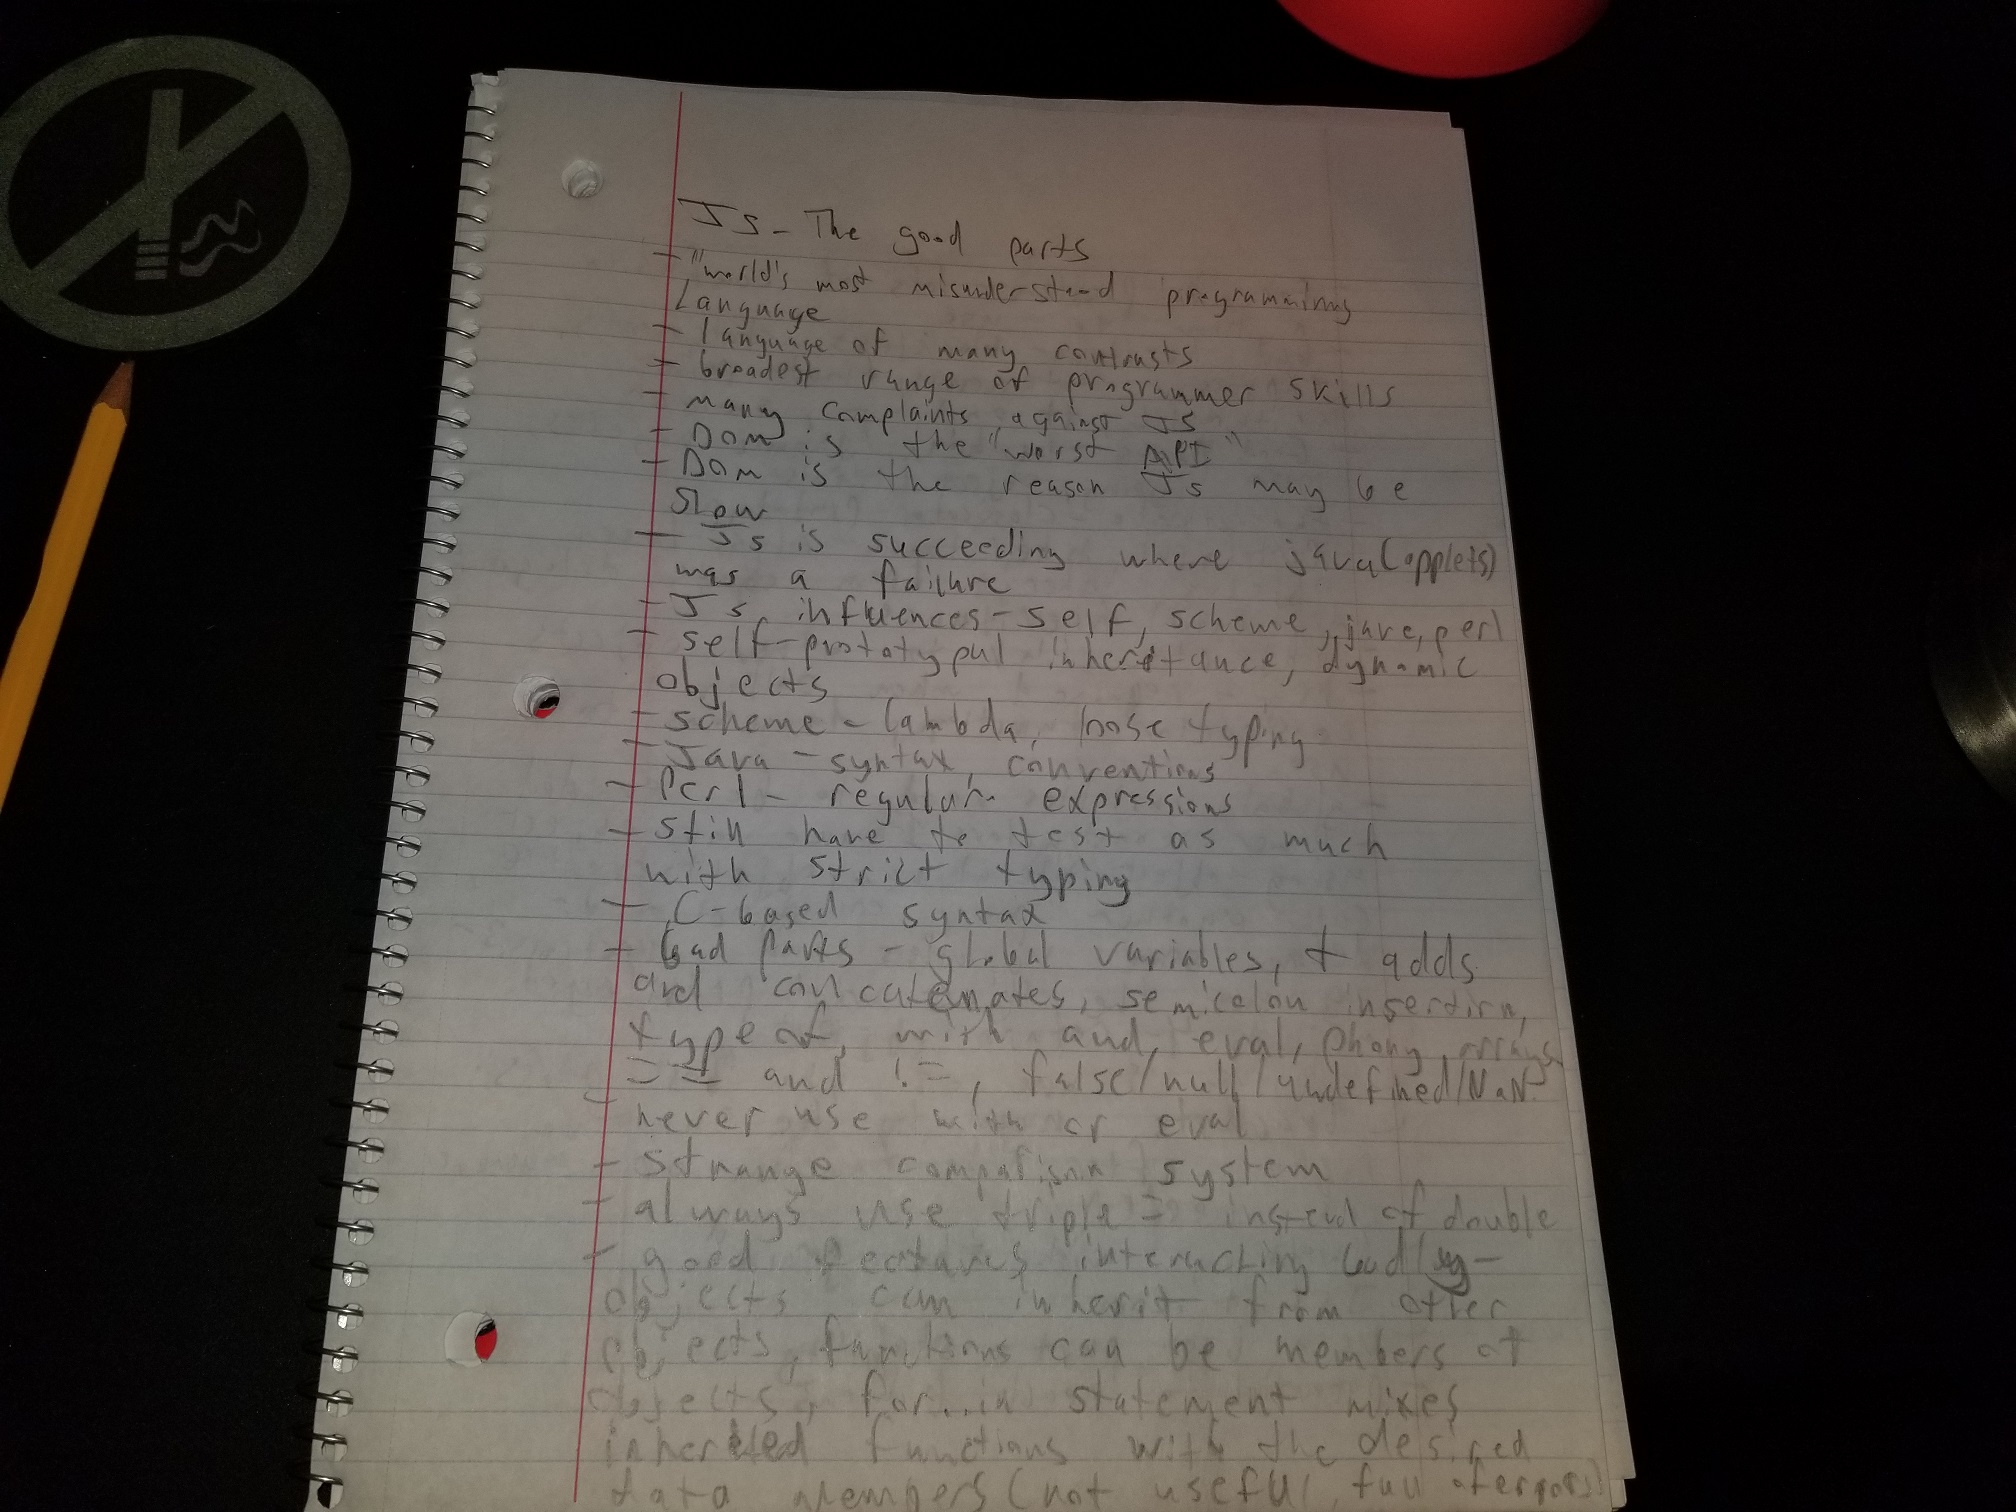 JS - The good parts
- "world's most misunderstood programming
Language
- language of many contrasts
- broadest range of programmer skills
- many complaints against JS
- DOM is the "worst API"
- DOM is the reason JS may be
slow
- JS is succeeding where java (applets)
was a failure
- JS influences - self, scheme, java, perl
- self - prototypal inheritance, dynamic
objects
- scheme - lambda, loose typing
- Java - syntax, conventions
- Perl - regular expressions
- still have to test as much
with strict typing
- C-based syntax
- bad parts - global variables, + adds
and concatenates, semicolon insertion,
type of, with and, eval, phony arrays
== and !=, false/null/undefined/NaN
- never use with or eval
- strange comparison system
- always use triple = instead of double
- good features interacting bad/ly -
objects can inherit from other
objects, functions can be members of
objects, for..in statement mixes
inherited functions with the desired
data members (not useful, full of errors)